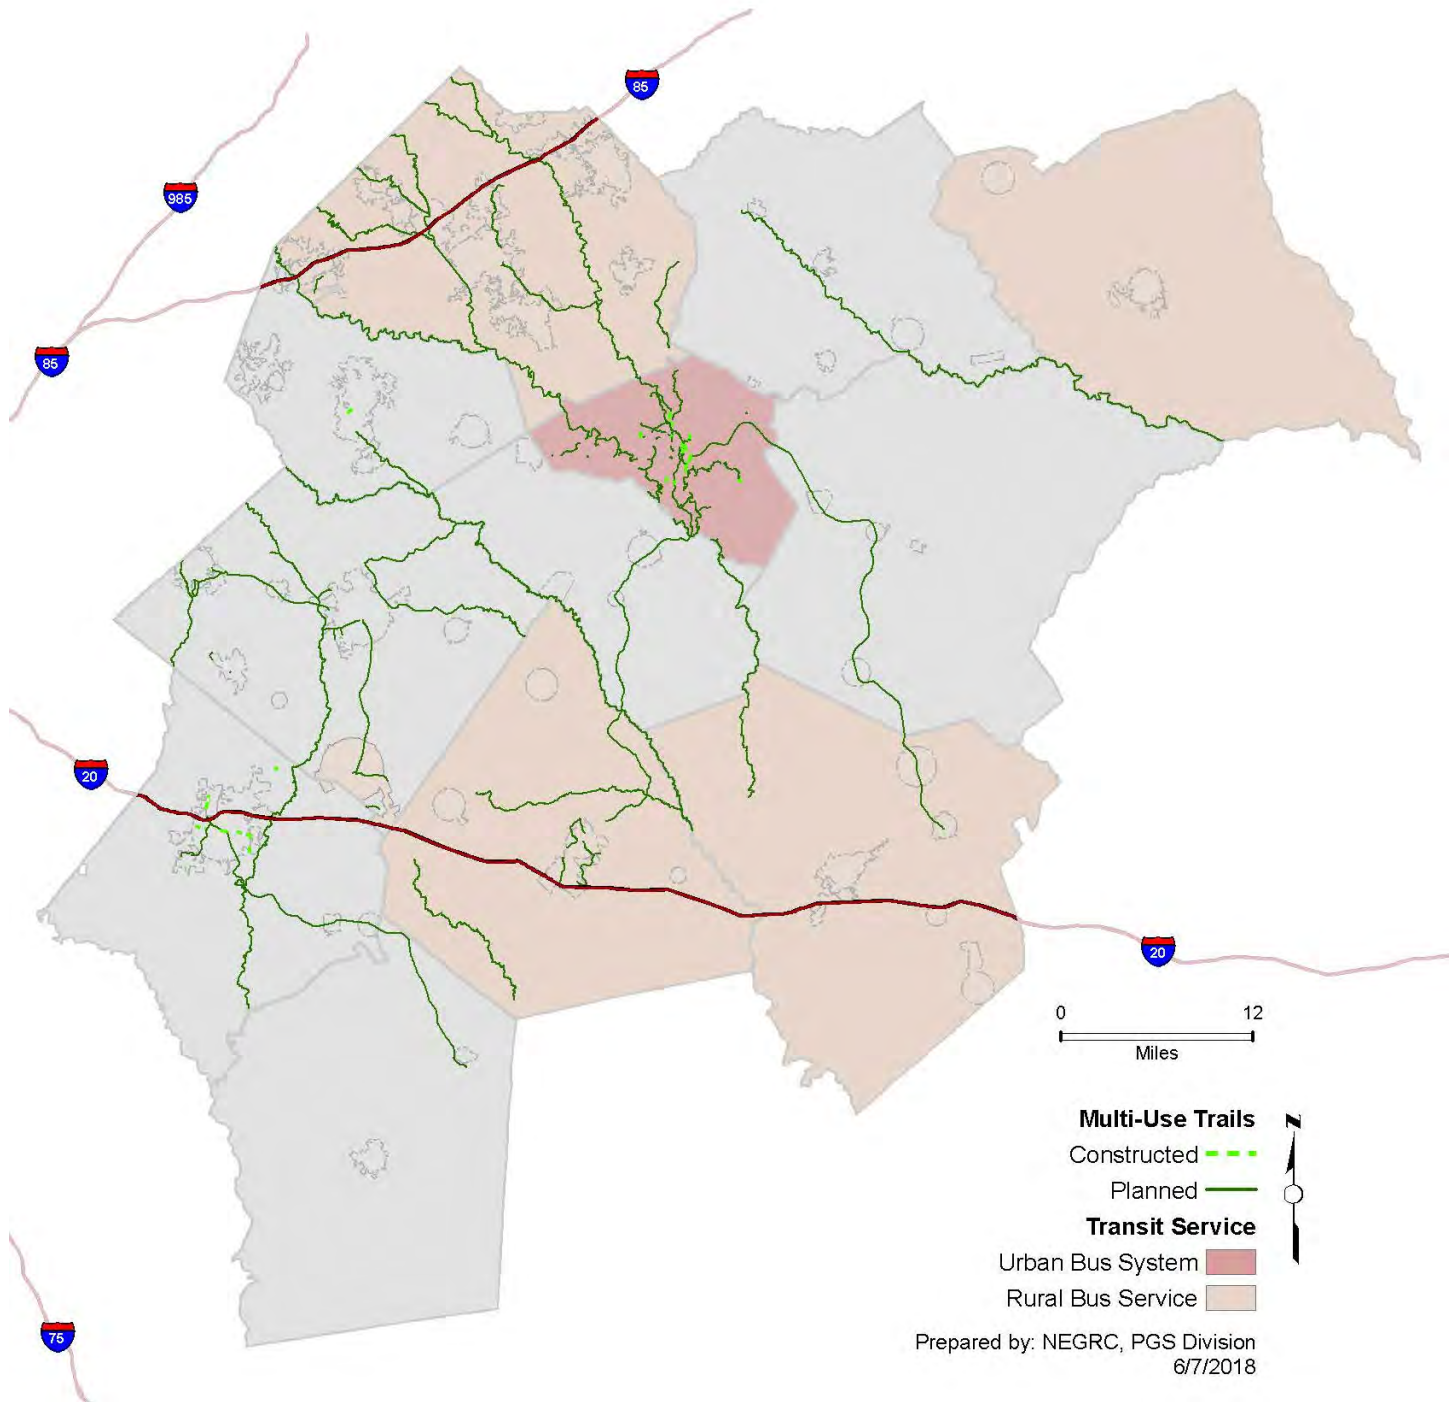 85
985
85
20
20
0 12
Miles
Multi-Use Trails
N
Constructed
Planned
Transit Service
Urban Bus System
Rural Bus Service
75
Prepared by: NEGRC, PGS Division
6/7/2018